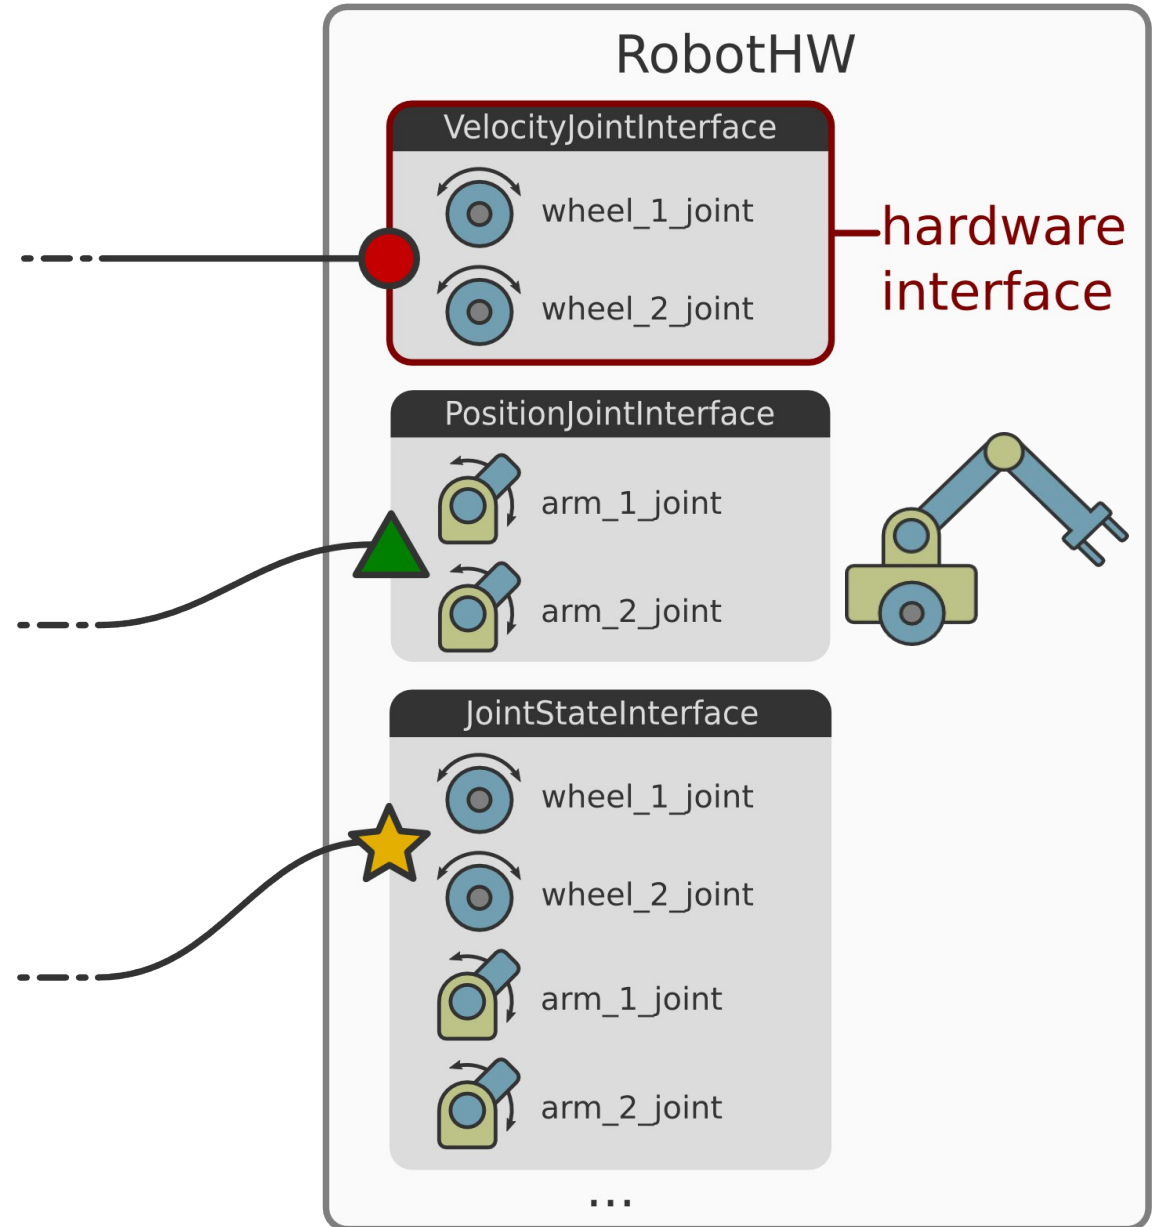 RobotHW
VelocityJointInterface
wheel_1_joint
wheel_2_joint
hardware
interface
PositionJointInterface
arm_1_joint
arm_2_joint
JointStateInterface
wheel_1_joint
wheel_2_joint
arm_1_joint
arm_2_joint
...